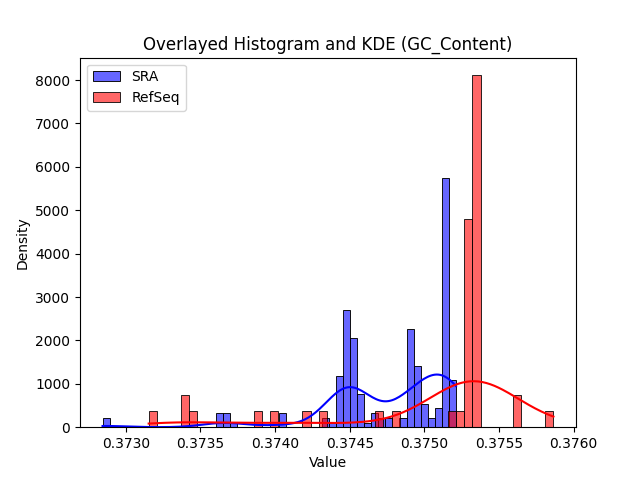 Overlayed Histogram and KDE (GC_Content)
SRA
RefSeq
Density
8000
7000
6000
5000
4000
3000
2000
1000
0
0.3730 0.3735 0.3740 0.3745 0.3750 0.3755 0.3760
Value